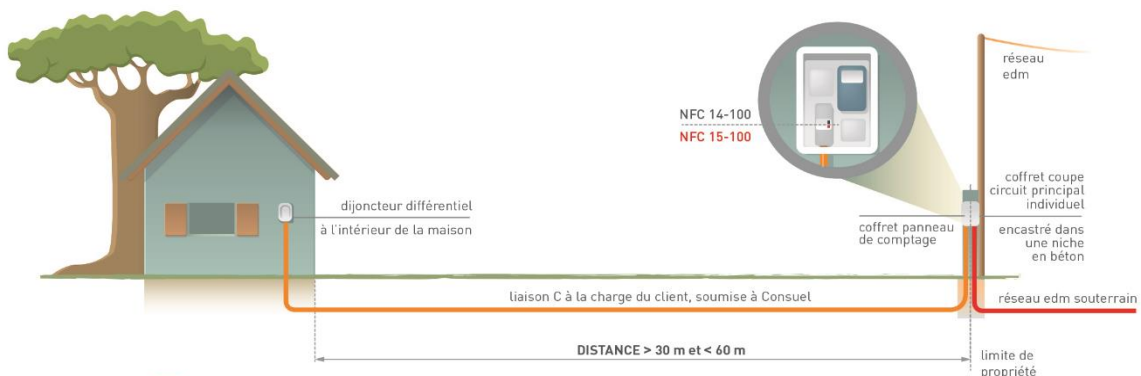 réseau
edm
NFC 14-100
NFC 15-100
coffret coupe
circuit principal
individuel
dijoncteur différentiel
à l'intérieur de la maison
coffret panneau
de comptage
encastré dans
une niche
en béton
liaison C à la charge du client, soumise à Consuel
réseau edm souterrain
DISTANCE > 30 m et < 60 m
limite de
propriété